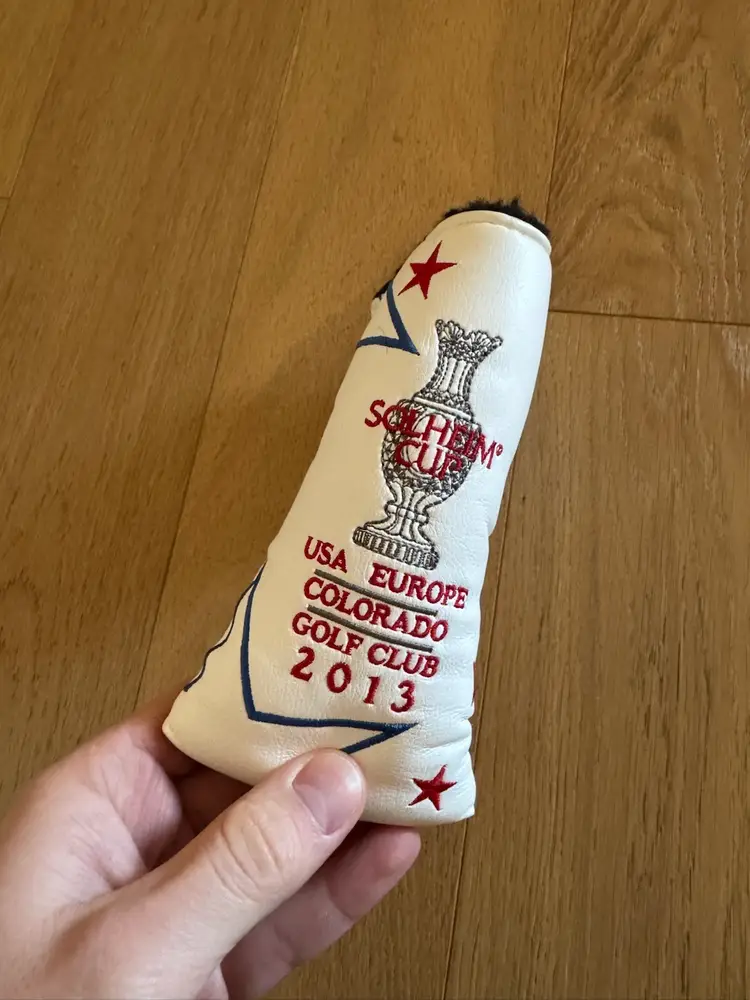 SOLHEIM®
CUP
USA EUROPE
COLORADO
GOLF CLUB
2013